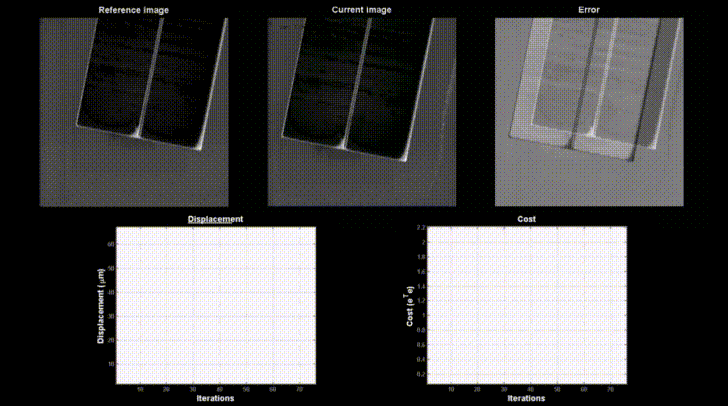 Reference image
Current image
Error
Displacement
Cost
Displacement (μm)
60
50
40
30
20
10
10 20 30 40 50 60 70
Iterations
Cost (eᵀe)
2.2
2
1.8
1.6
1.4
1.2
1
0.8
0.6
0.4
0.2
10 20 30 40 50 60 70
Iterations